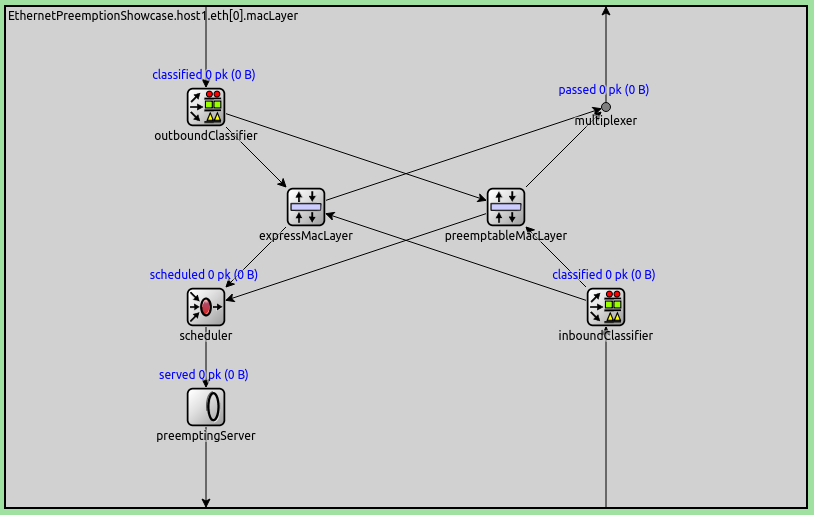 EthernetPreemptionShowcase.host1.eth[0].macLayer
classified 0 pk (0 B)
outboundClassifier
passed 0 pk (0 B)
multiplexer
expressMacLayer
preemptableMacLayer
scheduled 0 pk (0 B)
scheduler
classified 0 pk (0 B)
inboundClassifier
served 0 pk (0 B)
preemptingServer